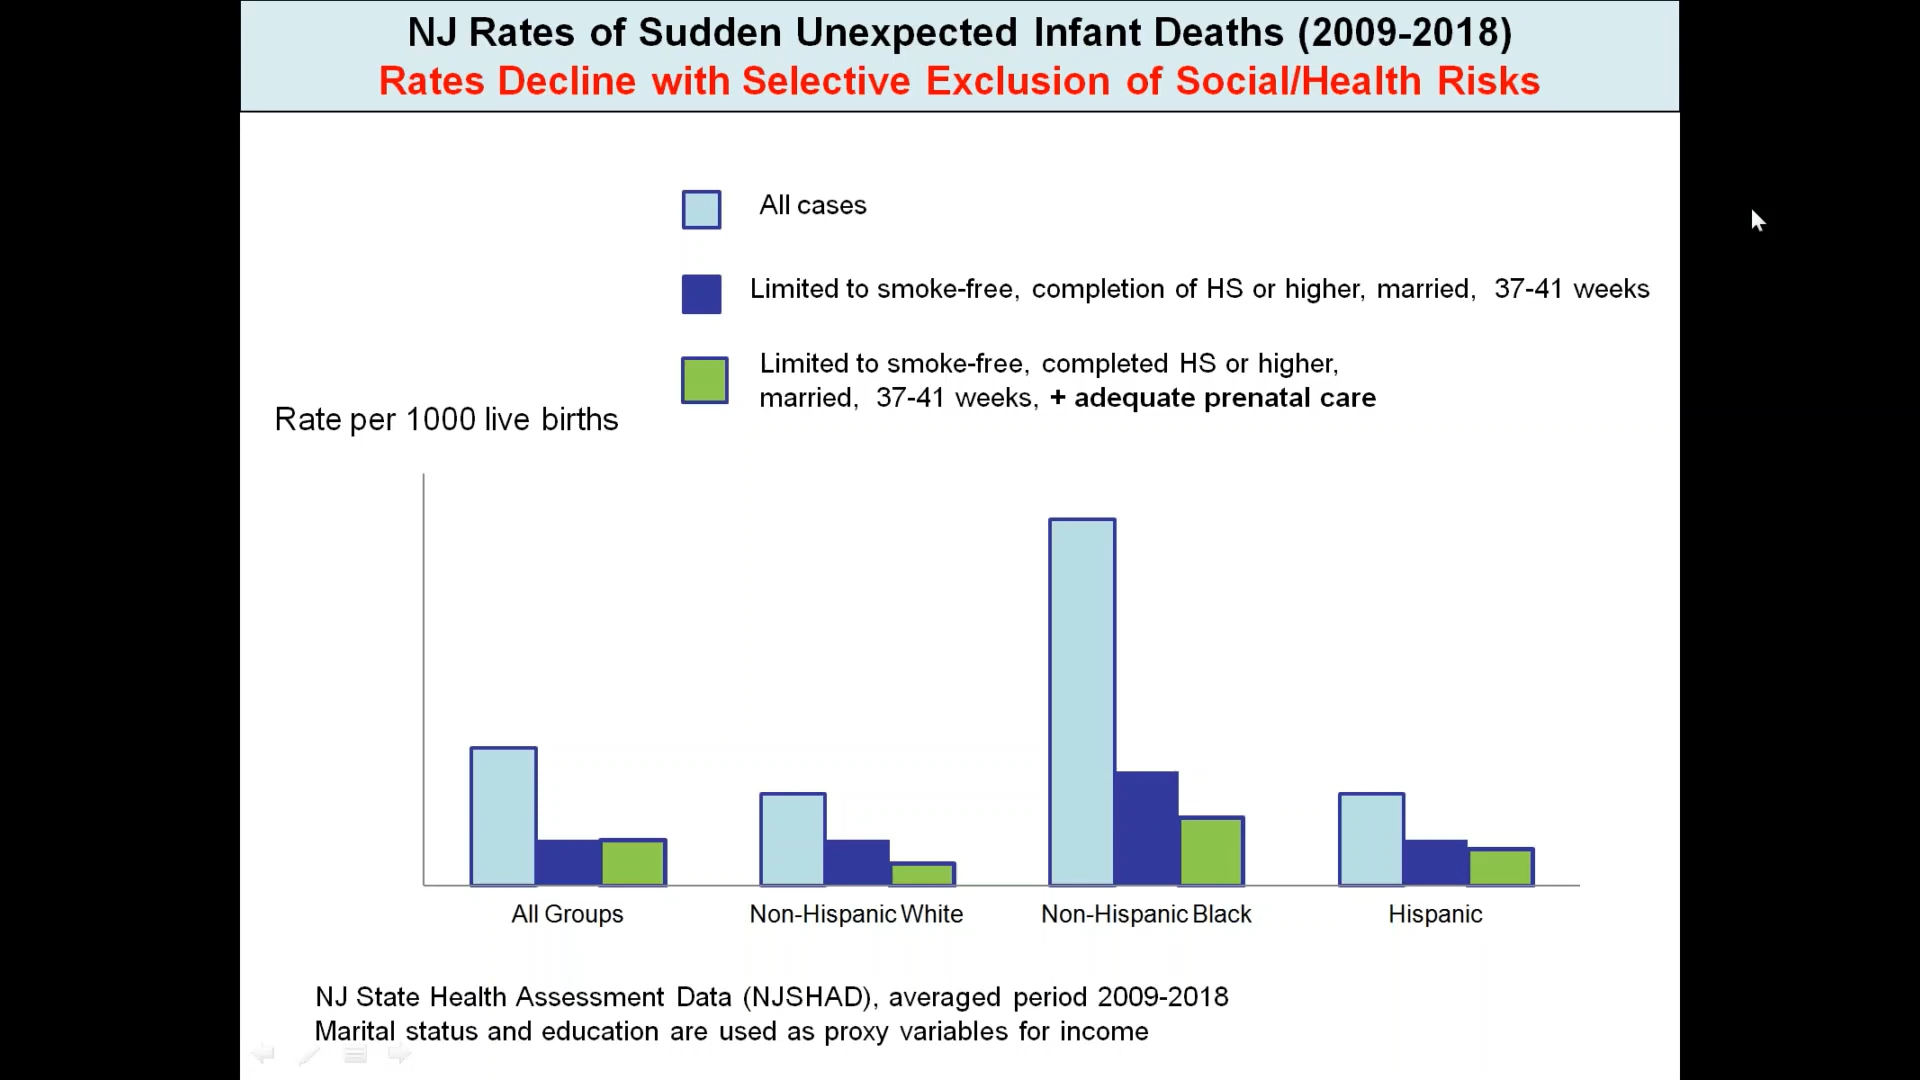 NJ Rates of Sudden Unexpected Infant Deaths (2009-2018)
Rates Decline with Selective Exclusion of Social/Health Risks
All cases
Limited to smoke-free, completion of HS or higher, married, 37-41 weeks
Limited to smoke-free, completed HS or higher,
married, 37-41 weeks, + adequate prenatal care
Rate per 1000 live births
All Groups
Non-Hispanic White
Non-Hispanic Black
Hispanic
NJ State Health Assessment Data (NJSHAD), averaged period 2009-2018
Marital status and education are used as proxy variables for income